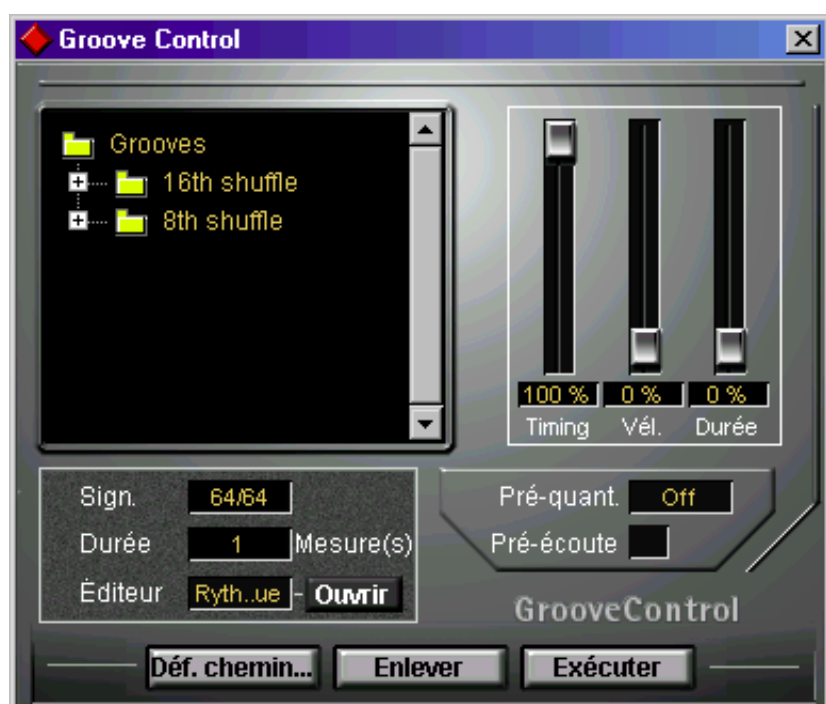 Groove Control
Grooves
16th shuffle
8th shuffle
100 % 0 % 0 %
Timing Vél. Durée
Sign. 64/64
Durée 1 Mesure(s)
Éditeur Ryth..ue - Ouvrir
Pré-quant. Off
Pré-écoute
GrooveControl
Déf. chemin... Enlever Exécuter